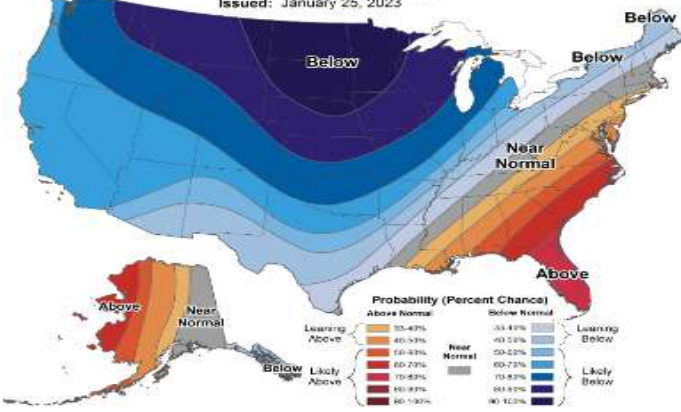 Issued: January 25, 2023
Below
Below
Below
Near
Normal
Above
Above
Near
Normal
Below
Probability (Percent Chance)
Above Normal
Below Normal
Leaning
Above
33-40%
40-50%
50-60%
60-70%
70-80%
80-90%
90-100%
Likely
Above
Near
Normal
33-40%
40-50%
50-60%
60-70%
70-80%
80-90%
90-100%
Leaning
Below
Likely
Below